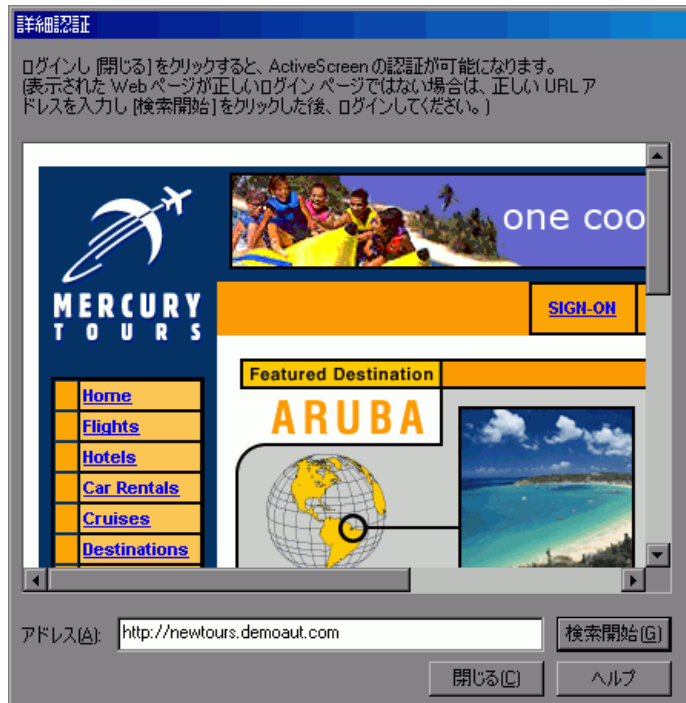 詳細認証
ログインし [閉じる] をクリックすると、ActiveScreen の認証が可能になります。
(表示された Web ページが正しいログイン ページではない場合は、正しい URL ア
ドレスを入力し [検索開始] をクリックした後、ログインしてください。)
one coo
MERCURY
TOURS
SIGN-ON
Featured Destination
ARUBA
Home
Flights
Hotels
Car Rentals
Cruises
Destinations
アドレス(A):
http://newtours.demoaut.com
検索開始(G)
閉じる(C)
ヘルプ